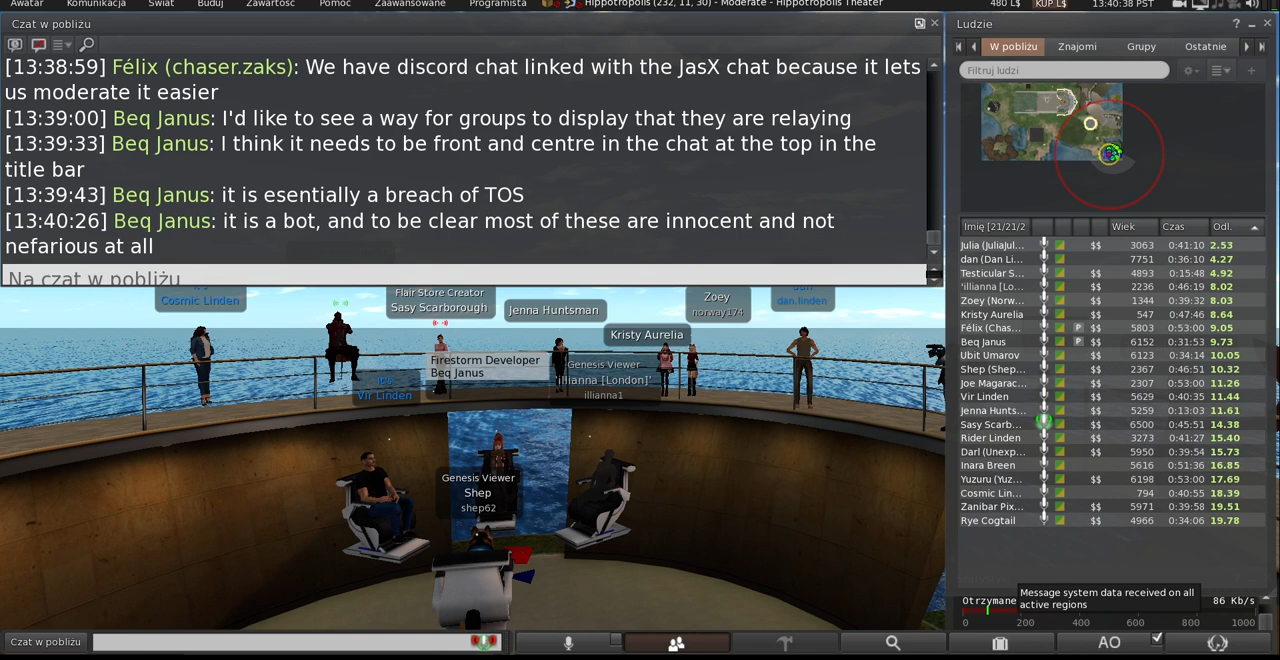 Awatar Komunikacja Świat Buduj Zawartość Pomoc Zaawansowane Programista Hippotropolis (232, 11, 30) - Moderate - Hippotropolis Theater 480 L$ KUP L$ 13:40:38 PST
Czat w pobliżu
[13:38:59] Félix (chaser.zaks): We have discord chat linked with the JasX chat because it lets
us moderate it easier
[13:39:00] Beq Janus: I'd like to see a way for groups to display that they are relaying
[13:39:33] Beq Janus: I think it needs to be front and centre in the chat at the top in the
title bar
[13:39:43] Beq Janus: it is esentially a breach of TOS
[13:40:26] Beq Janus: it is a bot, and to be clear most of these are innocent and not
nefarious at all
Na czat w pobliżu
Cosmic Linden
Flair Store Creator
Sasy Scarborough
Jenna Huntsman
Zoey
norway174
dan.linden
Kristy Aurelia
Firestorm Developer
Beq Janus
Genesis Viewer
'illianna [London]'
illianna1
Vir Linden
Genesis Viewer
Shep
shep62
Ludzie
? _ ×
W pobliżu Znajomi Grupy Ostatnie
Filtruj ludzi
Imię [21/21/2 Wiek Czas Odl.
Julia (JuliaJul... $$ 3063 0:41:10 2.53
dan (Dan Li... 7751 0:36:10 4.27
Testicular S... $$ 4893 0:15:48 4.92
'illianna [Lo... $$ 2236 0:46:19 8.02
Zoey (Norw... $$ 1344 0:39:32 8.03
Kristy Aurelia $$ 547 0:47:46 8.64
Félix (Chas... P $$ 5803 0:53:00 9.05
Beq Janus P $$ 6152 0:31:53 9.73
Ubit Umarov $$ 6123 0:34:14 10.05
Shep (Shep... $$ 2367 0:46:51 10.32
Joe Magarac... $$ 2307 0:53:00 11.26
Vir Linden $$ 5629 0:40:35 11.44
Jenna Hunts... $$ 5259 0:13:03 11.61
Sasy Scarb... $$ 6500 0:45:51 14.38
Rider Linden $$ 3273 0:41:27 15.40
Darl (Unexp... $$ 5950 0:39:54 15.73
Inara Breen 5616 0:51:36 16.85
Yuzuru (Yuz... $$ 6198 0:53:00 17.69
Cosmic Lin... 794 0:40:55 18.39
Zanibar Pix... $$ 5971 0:39:58 19.51
Rye Cogtail $$ 4966 0:34:06 19.78
Message system data received on all
active regions
Otrzymane 86 Kb/s
0 200 400 600 800 1000
Czat w pobliżu
AO